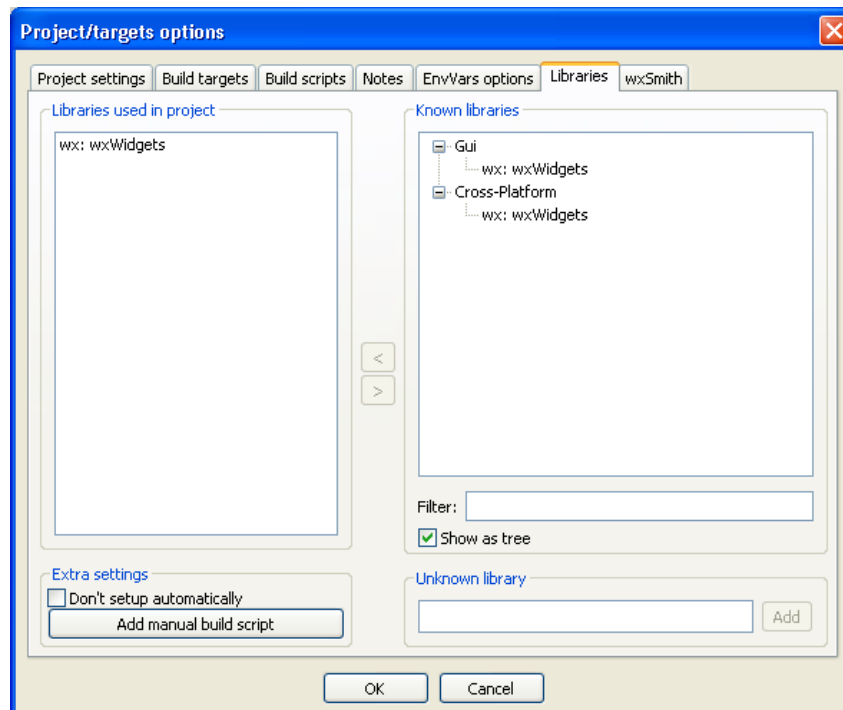 Project/targets options
Project settings
Build targets
Build scripts
Notes
EnvVars options
Libraries
wxSmith
Libraries used in project
wx: wxWidgets
Known libraries
Gui
wx: wxWidgets
Cross-Platform
wx: wxWidgets
<
>
Filter:
Show as tree
Extra settings
Don't setup automatically
Add manual build script
Unknown library
Add
OK
Cancel